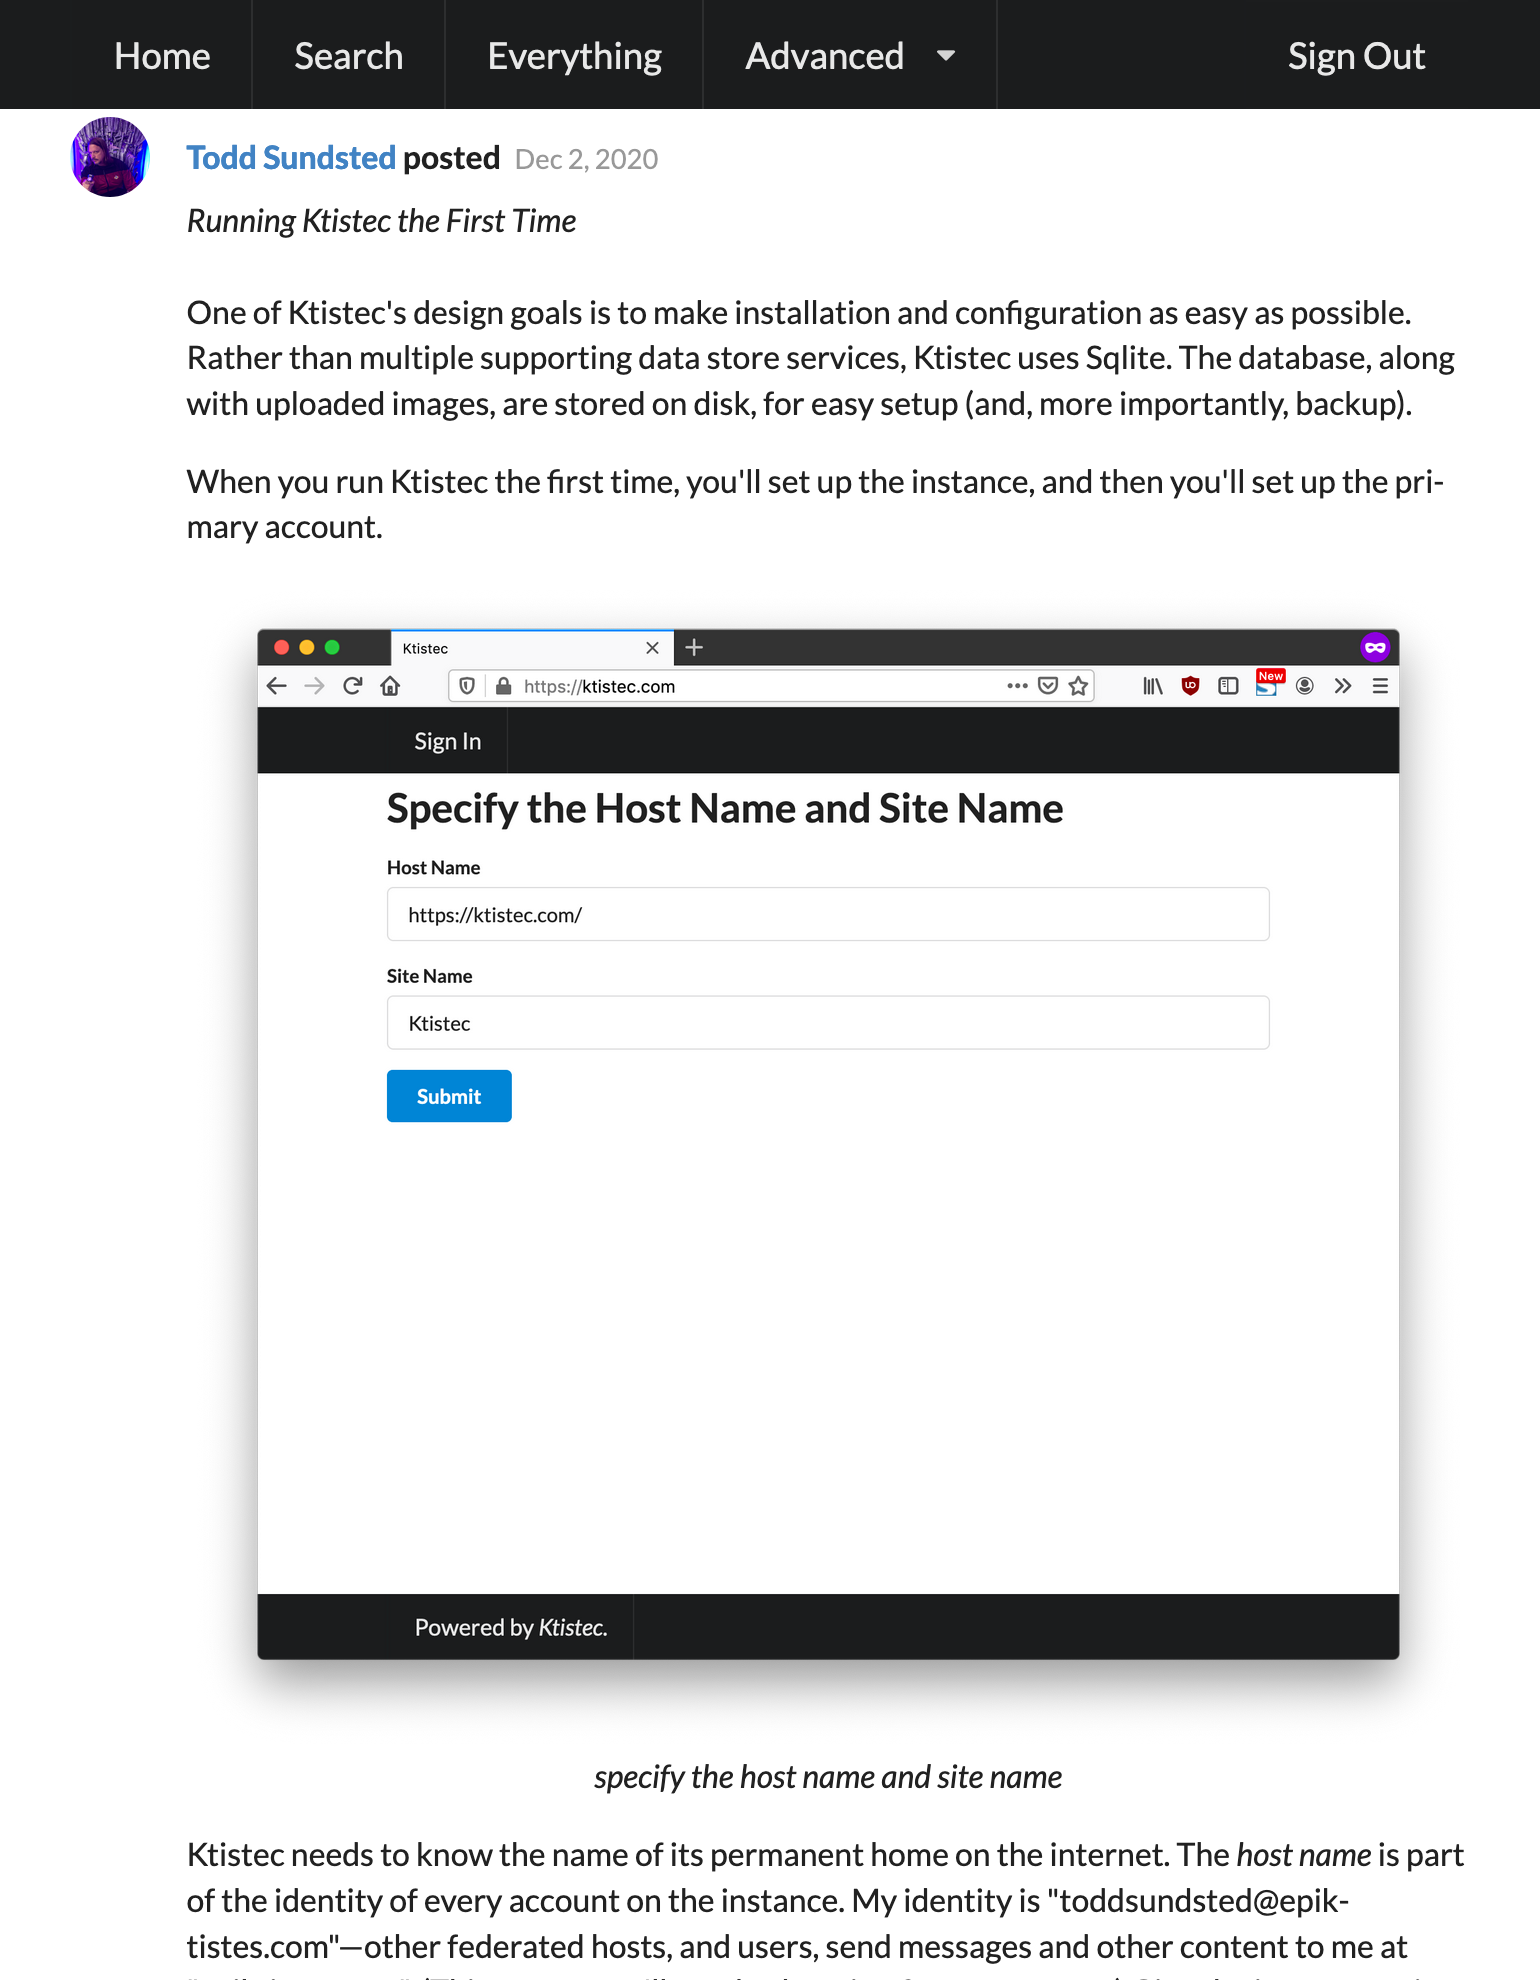 Home Search Everything Advanced Sign Out
Todd Sundsted posted Dec 2, 2020
Running Ktistec the First Time
One of Ktistec's design goals is to make installation and configuration as easy as possible.
Rather than multiple supporting data store services, Ktistec uses Sqlite. The database, along
with uploaded images, are stored on disk, for easy setup (and, more importantly, backup).
When you run Ktistec the first time, you'll set up the instance, and then you'll set up the pri-
mary account.
Ktistec
New
https://ktistec.com
Sign In
Specify the Host Name and Site Name
Host Name
https://ktistec.com/
Site Name
Ktistec
Submit
Powered by Ktistec.
specify the host name and site name
Ktistec needs to know the name of its permanent home on the internet. The host name is part
of the identity of every account on the instance. My identity is "toddsundsted@epik-
tistes.com"—other federated hosts, and users, send messages and other content to me at